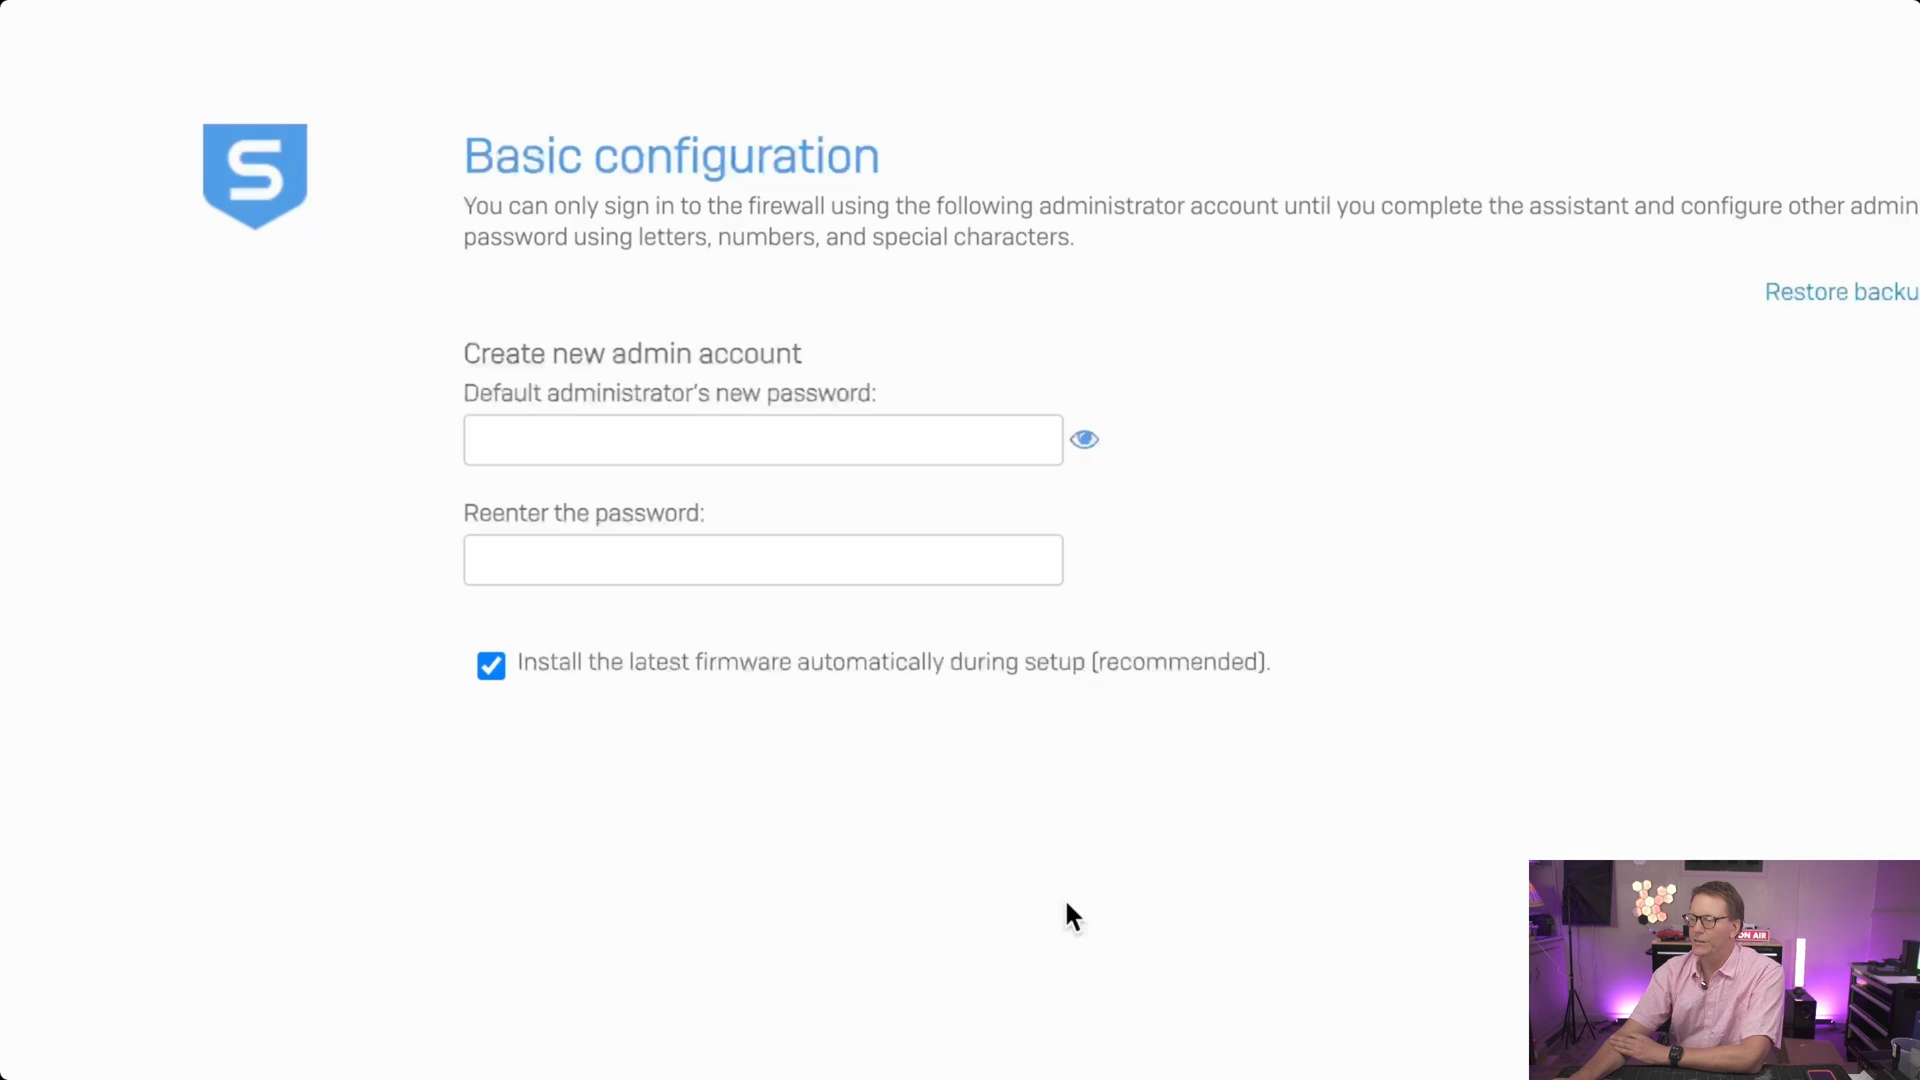 S
Basic configuration
You can only sign in to the firewall using the following administrator account until you complete the assistant and configure other admin
password using letters, numbers, and special characters.
Restore backu
Create new admin account
Default administrator's new password:
Reenter the password:
Install the latest firmware automatically during setup (recommended).
ON AIR